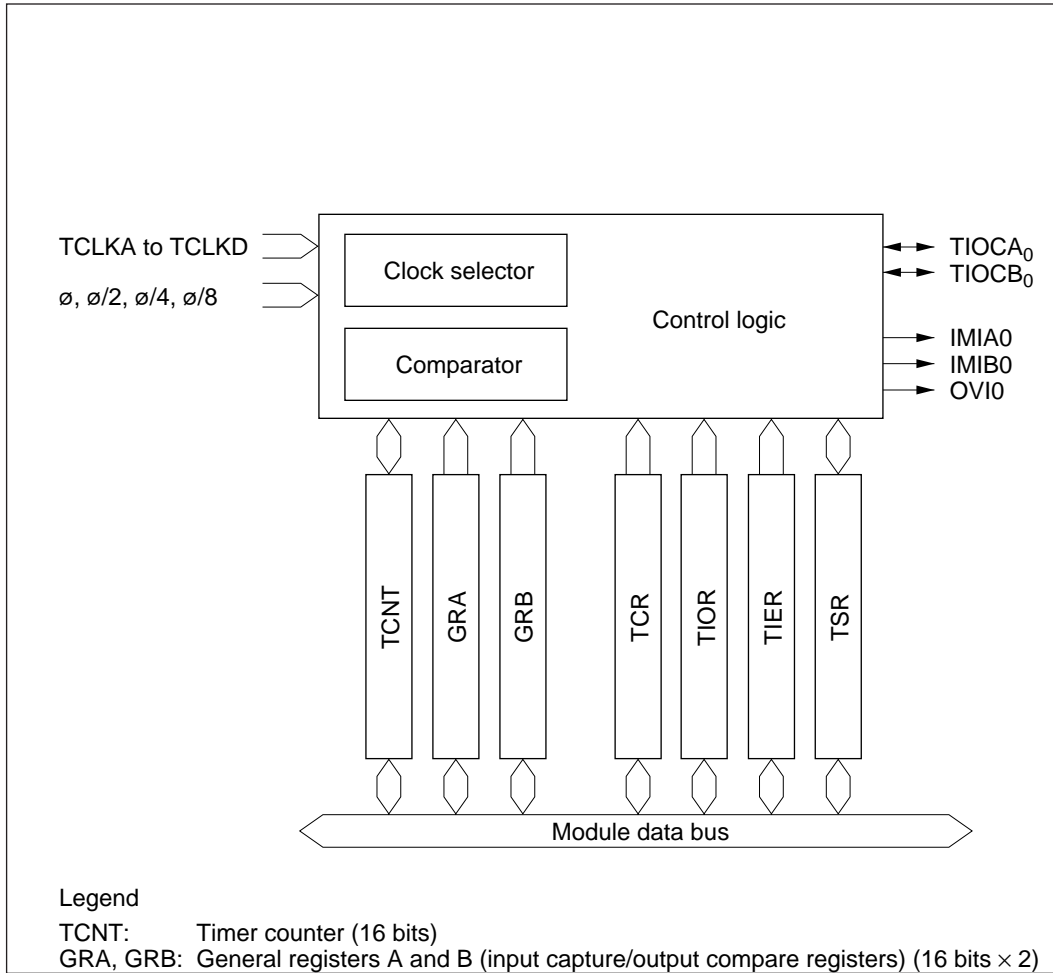 TCLKA to TCLKD
ø, ø/2, ø/4, ø/8
Clock selector
Comparator
Control logic
TIOCA0
TIOCB0
IMIA0
IMIB0
OVI0
TCNT
GRA
GRB
TCR
TIOR
TIER
TSR
Module data bus
Legend
TCNT: Timer counter (16 bits)
GRA, GRB: General registers A and B (input capture/output compare registers) (16 bits × 2)